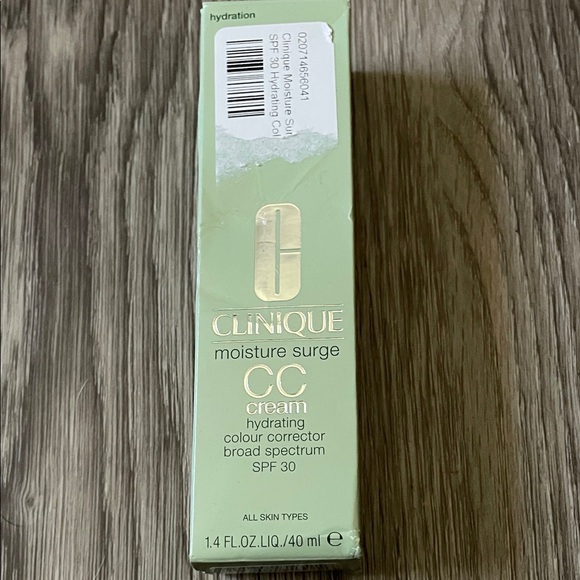 hydration
020714656041
Clinique Moisture Sur
SPF 30 Hydrating Col
CLINIQUE
moisture surge
CC
cream
hydrating
colour corrector
broad spectrum
SPF 30
ALL SKIN TYPES
1.4 FL.OZ.LIQ./40 ml e